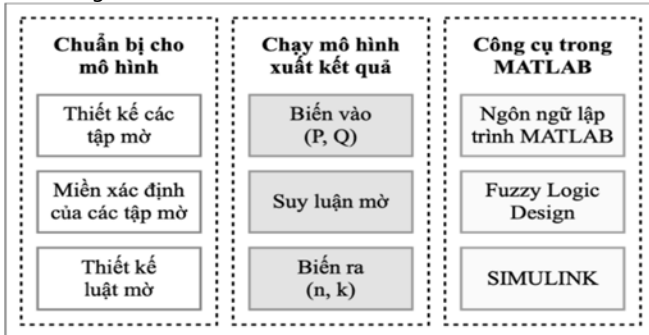 Chuẩn bị cho
mô hình
Thiết kế các
tập mờ
Miền xác định
của các tập mờ
Thiết kế
luật mờ
Chạy mô hình
xuất kết quả
Biến vào
(P, Q)
Suy luận mờ
Biến ra
(n, k)
Công cụ trong
MATLAB
Ngôn ngữ lập
trình MATLAB
Fuzzy Logic
Design
SIMULINK